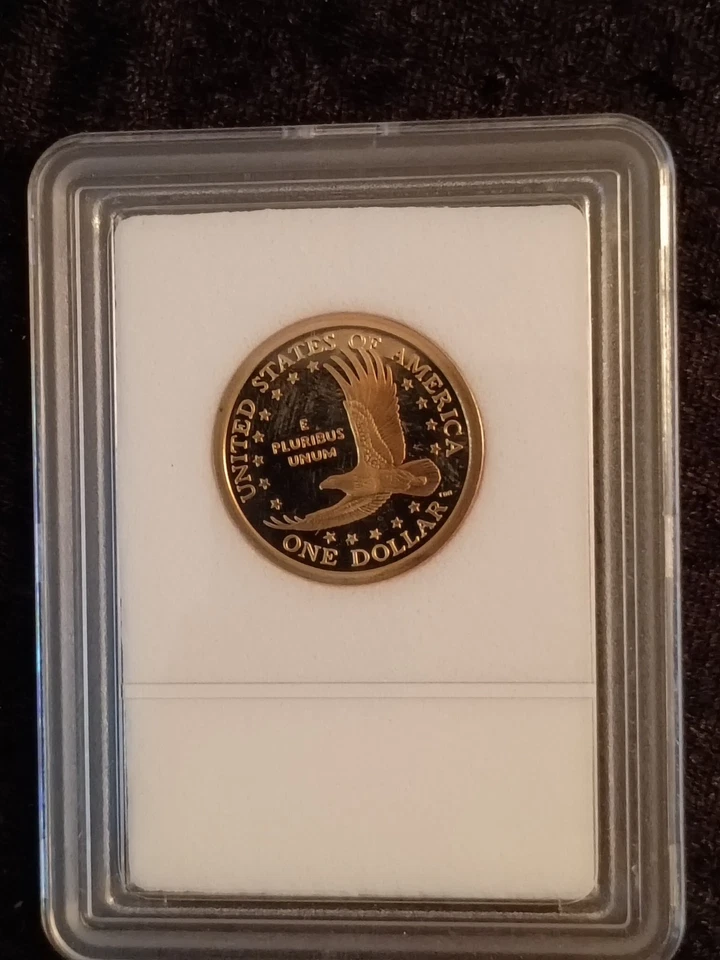 UNITED STATES OF AMERICA
E
PLURIBUS
UNUM
ONE DOLLAR